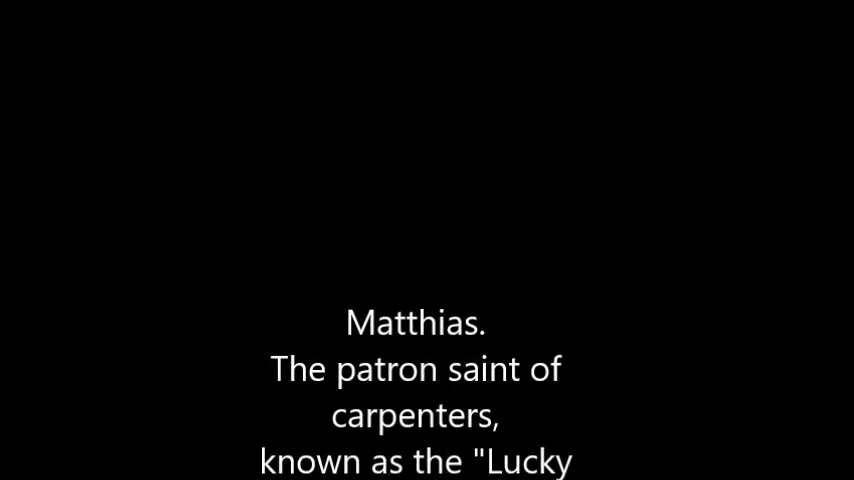 Matthias.
The patron saint of
carpenters,
known as the "Lucky